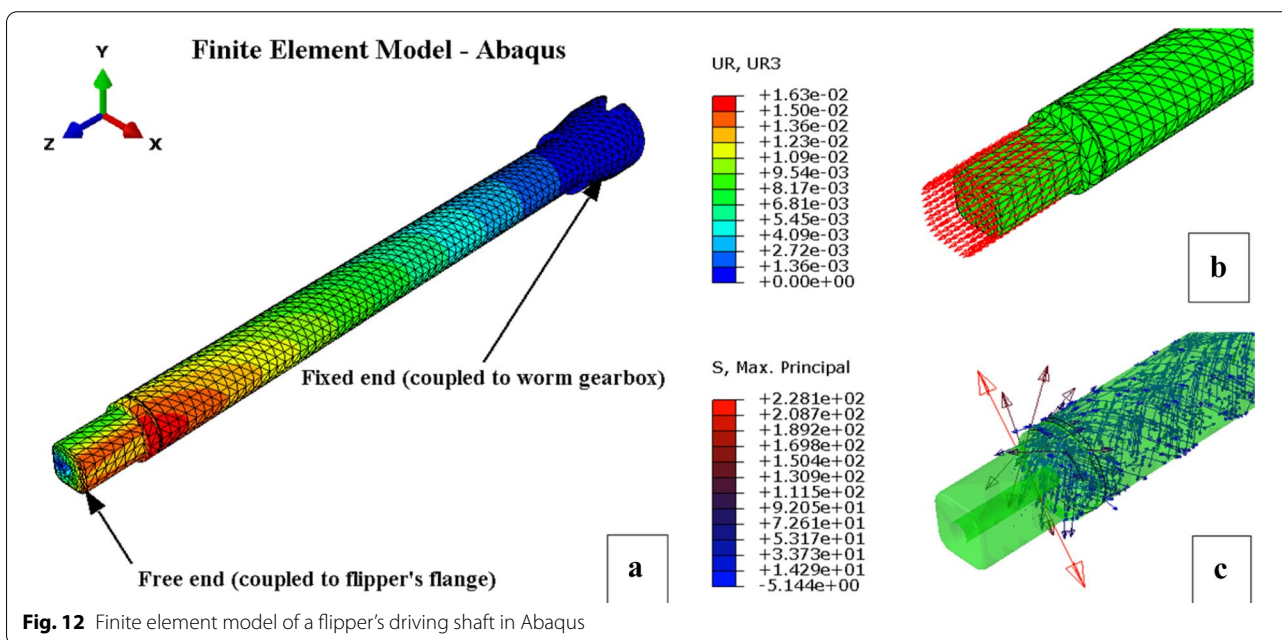 Finite Element Model - Abaqus
Y
Z
X
Fixed end (coupled to worm gearbox)
Free end (coupled to flipper's flange)
a
UR, UR3
+1.63e-02
+1.50e-02
+1.36e-02
+1.23e-02
+1.09e-02
+9.54e-03
+8.17e-03
+6.81e-03
+5.45e-03
+4.09e-03
+2.72e-03
+1.36e-03
+0.00e+00
b
S, Max. Principal
+2.281e+02
+2.087e+02
+1.892e+02
+1.698e+02
+1.504e+02
+1.309e+02
+1.115e+02
+9.205e+01
+7.261e+01
+5.317e+01
+3.373e+01
+1.429e+01
-5.144e+00
c
Fig. 12 Finite element model of a flipper’s driving shaft in Abaqus